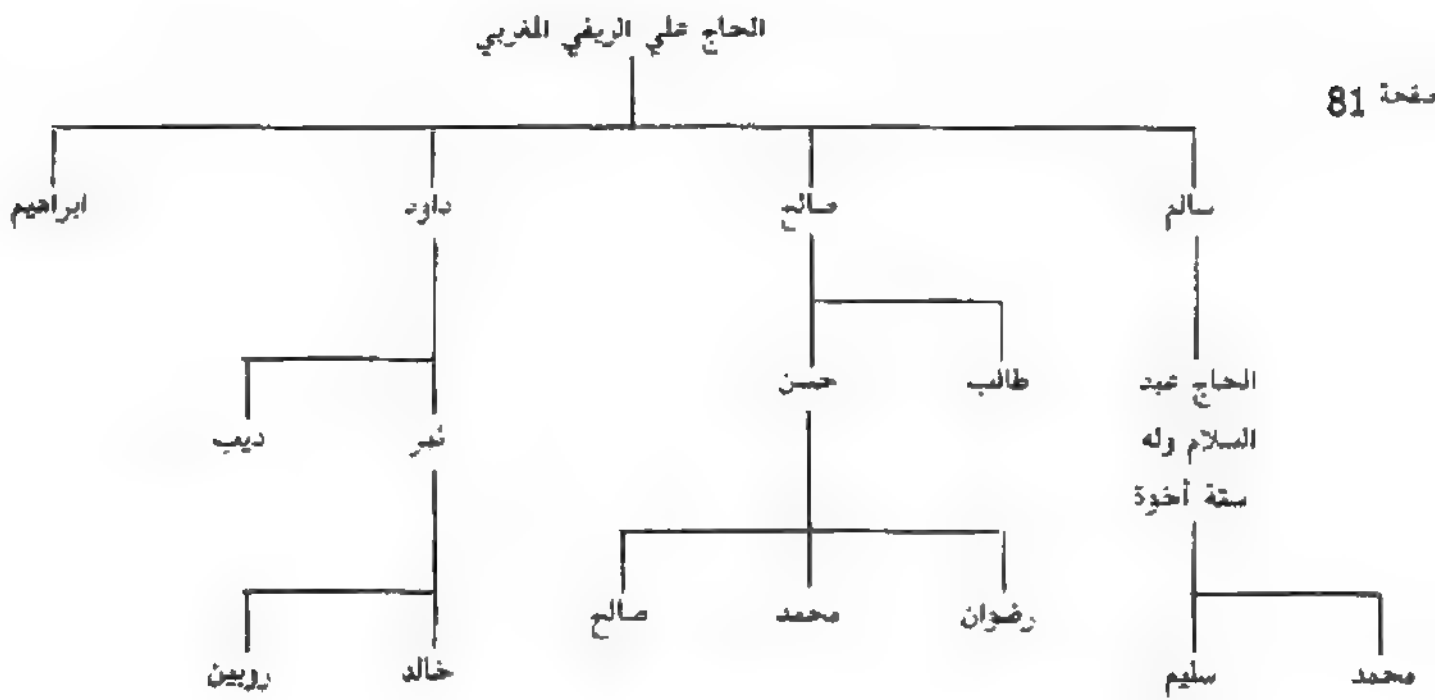 الحاج علي الريفي المغربي
صفحة 81
سالم
صالح
داود
ابراهيم
الحاج عبد
السلام وله
ستة أخوة
طالب
حسن
نمر
ديب
رضوان
محمد
صالح
محمد
سليم
خالد
روبين